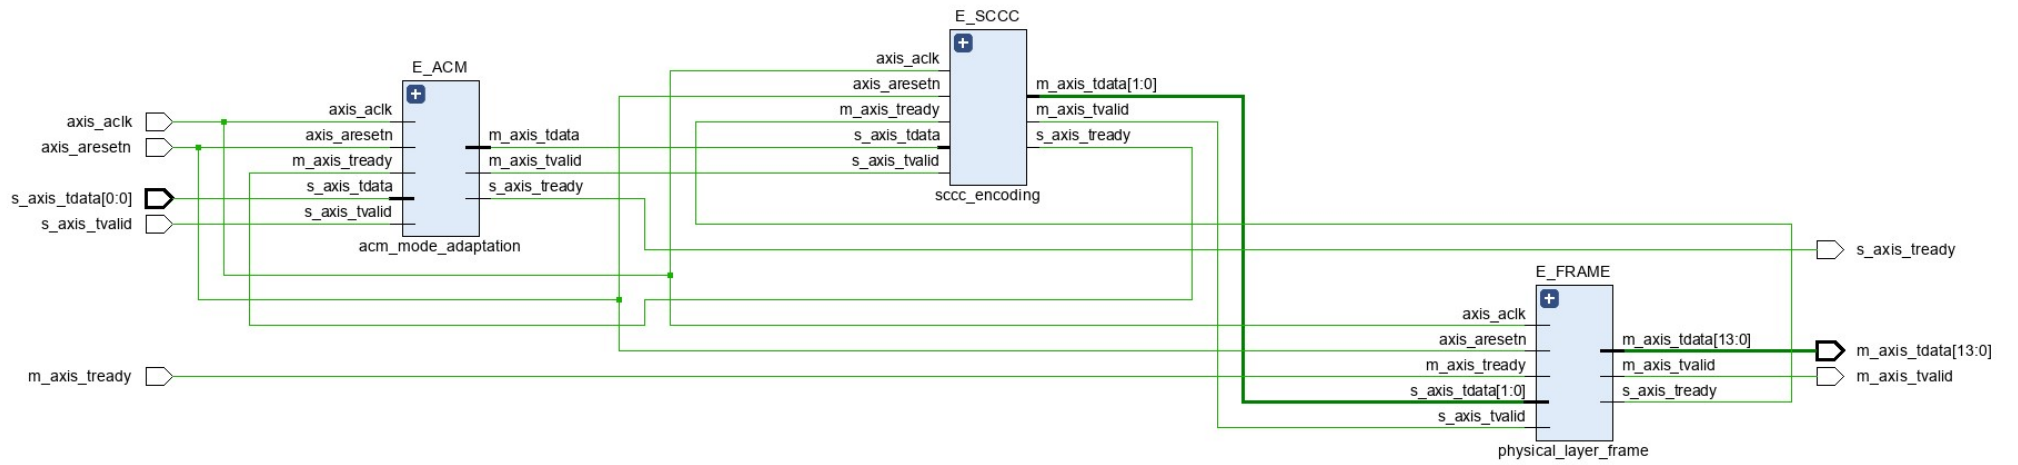 E_SCCC
axis_aclk
axis_aresetn
m_axis_tready
s_axis_tdata
s_axis_tvalid
m_axis_tdata[1:0]
m_axis_tvalid
s_axis_tready
sccc_encoding
E_ACM
axis_aclk
axis_aresetn
m_axis_tready
s_axis_tdata
s_axis_tvalid
m_axis_tdata
m_axis_tvalid
s_axis_tready
acm_mode_adaptation
axis_aclk
axis_aresetn
s_axis_tdata[0:0]
s_axis_tvalid
m_axis_tready
E_FRAME
axis_aclk
axis_aresetn
m_axis_tready
s_axis_tdata[1:0]
s_axis_tvalid
m_axis_tdata[13:0]
m_axis_tvalid
s_axis_tready
physical_layer_frame
s_axis_tready
m_axis_tdata[13:0]
m_axis_tvalid